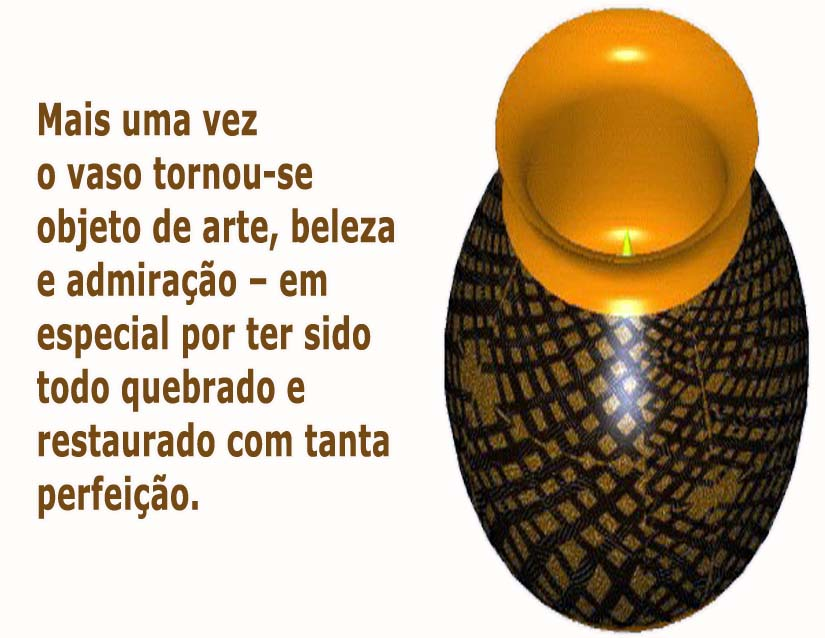 Mais uma vez
o vaso tornou-se
objeto de arte, beleza
e admiração – em
especial por ter sido
todo quebrado e
restaurado com tanta
perfeição.